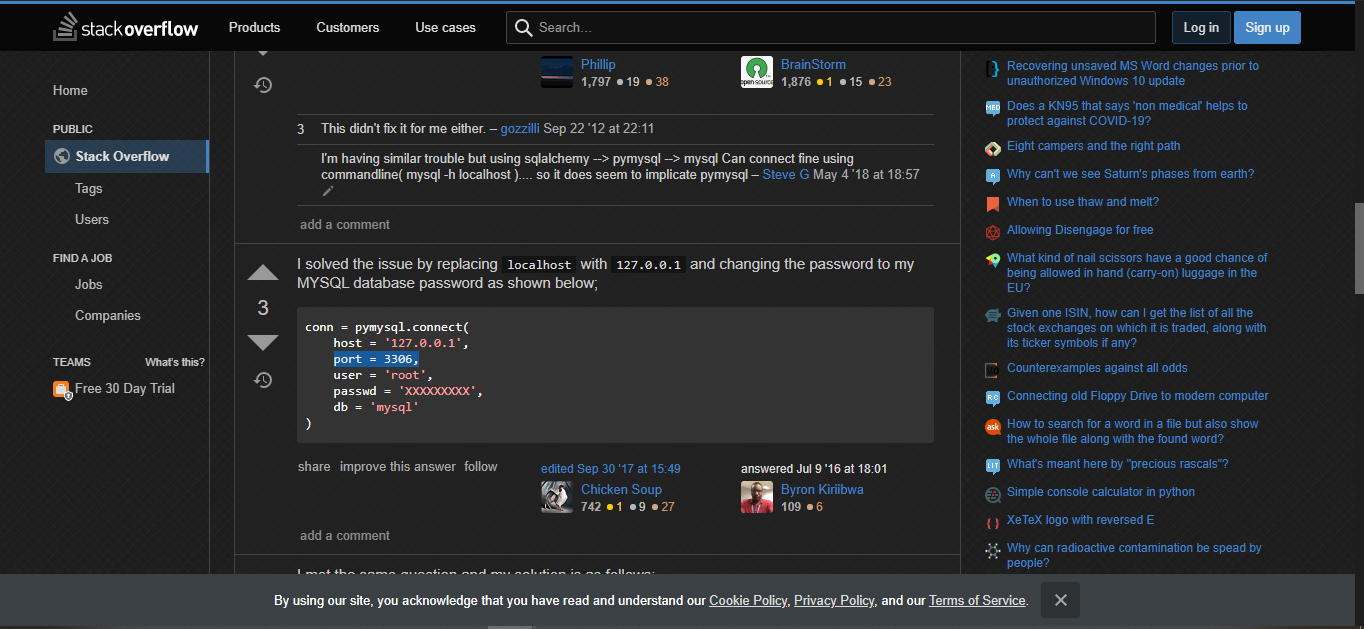 stackoverflow
Products
Customers
Use cases
Search...
Log in
Sign up
Home
PUBLIC
Stack Overflow
Tags
Users
FIND A JOB
Jobs
Companies
TEAMS
What's this?
Free 30 Day Trial
Phillip
1,797 ● 19 ● 38
BrainStorm
1,876 ● 1 ● 15 ● 23
3 This didn't fix it for me either. – gozzilli Sep 22 '12 at 22:11
I'm having similar trouble but using sqlalchemy --> pymysql --> mysql Can connect fine using
commandline( mysql -h localhost ).... so it does seem to implicate pymysql – Steve G May 4 '18 at 18:57
add a comment
3
I solved the issue by replacing localhost with 127.0.0.1 and changing the password to my
MYSQL database password as shown below;
conn = pymysql.connect(
host = '127.0.0.1',
port = 3306,
user = 'root',
passwd = 'XXXXXXXXX',
db = 'mysql'
)
share improve this answer follow
edited Sep 30 '17 at 15:49
Chicken Soup
742 ● 1 ● 9 ● 27
answered Jul 9 '16 at 18:01
Byron Kiriibwa
109 ● 6
add a comment
I met the same question and my solution is as follows:
Recovering unsaved MS Word changes prior to
unauthorized Windows 10 update
MED
Does a KN95 that says 'non medical' helps to
protect against COVID-19?
Eight campers and the right path
A
Why can't we see Saturn's phases from earth?
When to use thaw and melt?
Allowing Disengage for free
What kind of nail scissors have a good chance of
being allowed in hand (carry-on) luggage in the
EU?
Given one ISIN, how can I get the list of all the
stock exchanges on which it is traded, along with
its ticker symbols if any?
Counterexamples against all odds
RC
Connecting old Floppy Drive to modern computer
ask
How to search for a word in a file but also show
the whole file along with the found word?
LIT
What's meant here by "precious rascals"?
Simple console calculator in python
XeTeX logo with reversed E
Why can radioactive contamination be spead by
people?
By using our site, you acknowledge that you have read and understand our Cookie Policy, Privacy Policy, and our Terms of Service.